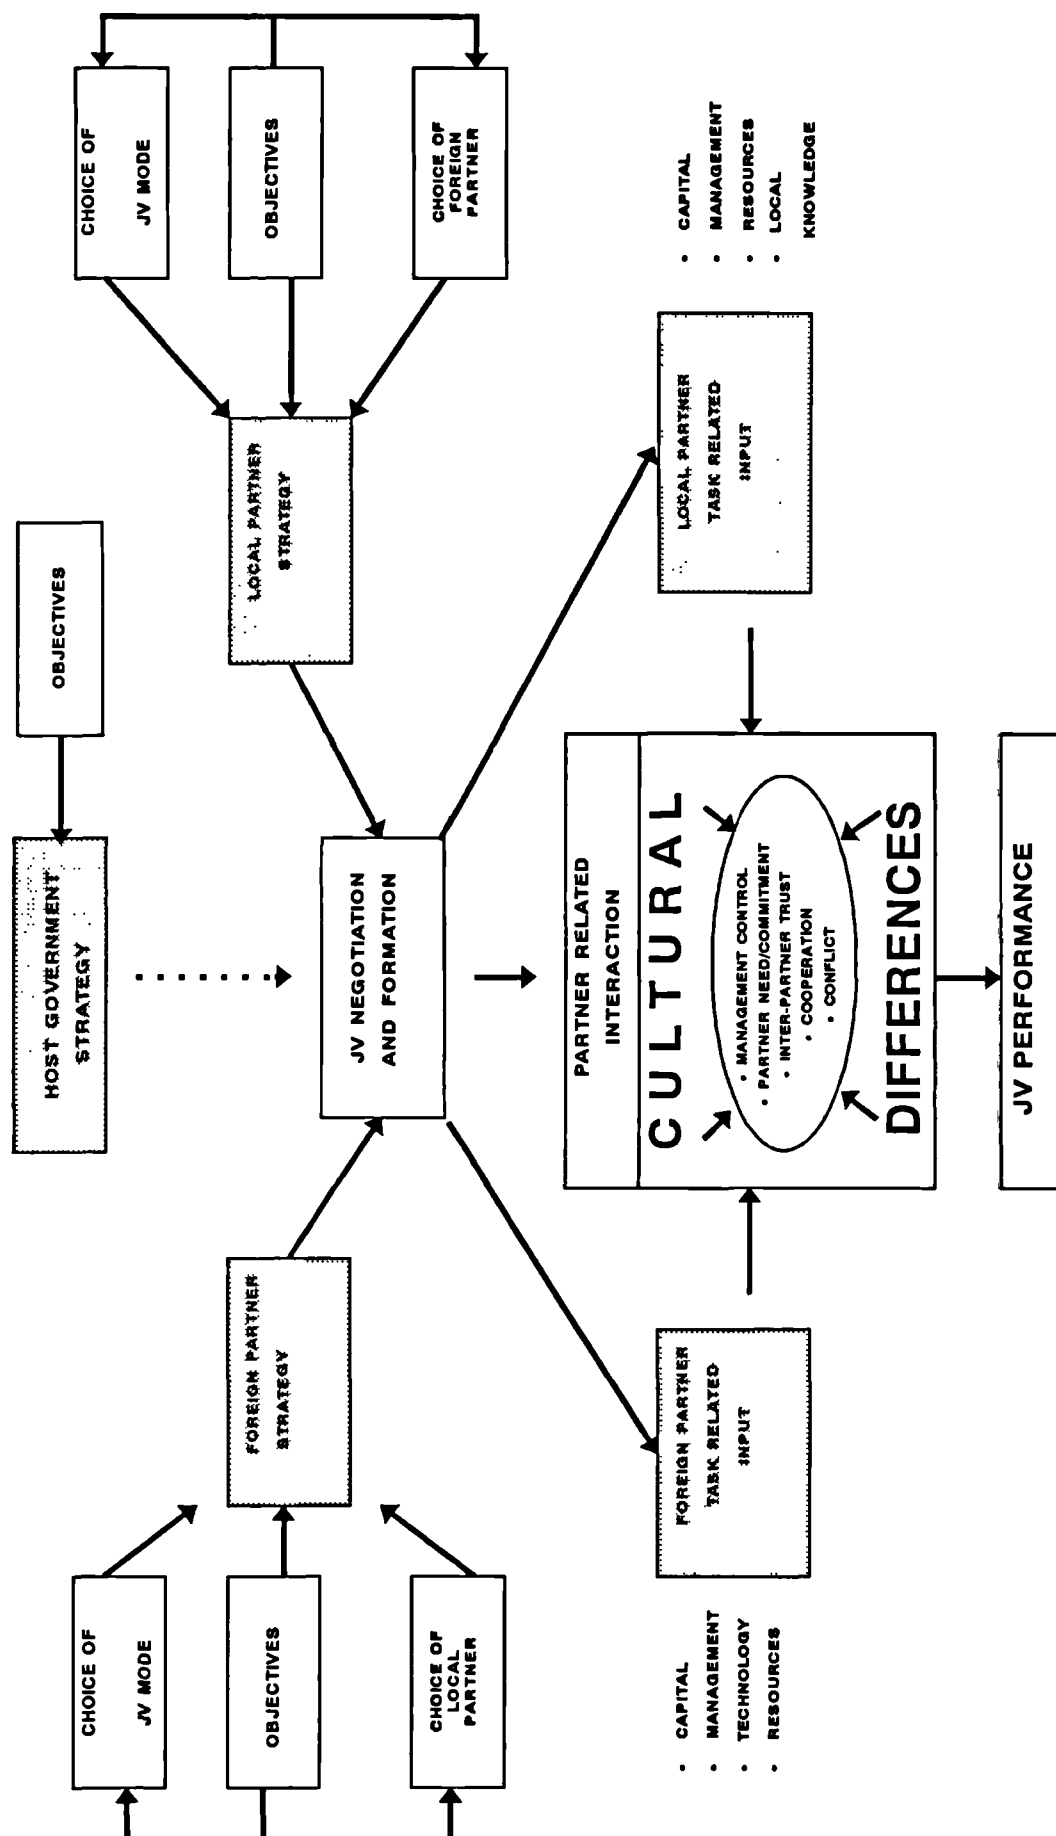 HOST GOVERNMENT
STRATEGY
OBJECTIVES
CHOICE OF
JV MODE
OBJECTIVES
CHOICE OF
LOCAL
PARTNER
FOREIGN PARTNER
STRATEGY
LOCAL PARTNER
STRATEGY
CHOICE OF
JV MODE
OBJECTIVES
CHOICE OF
FOREIGN
PARTNER
JV NEGOTIATION
AND FORMATION
• CAPITAL
• MANAGEMENT
• TECHNOLOGY
• RESOURCES
FOREIGN PARTNER
TASK RELATED
INPUT
PARTNER RELATED
INTERACTION
CULTURAL
• MANAGEMENT CONTROL
• PARTNER NEED/COMMITMENT
• INTER-PARTNER TRUST
• COOPERATION
• CONFLICT
DIFFERENCES
LOCAL PARTNER
TASK RELATED
INPUT
• CAPITAL
• MANAGEMENT
• RESOURCES
• LOCAL
KNOWLEDGE
JV PERFORMANCE